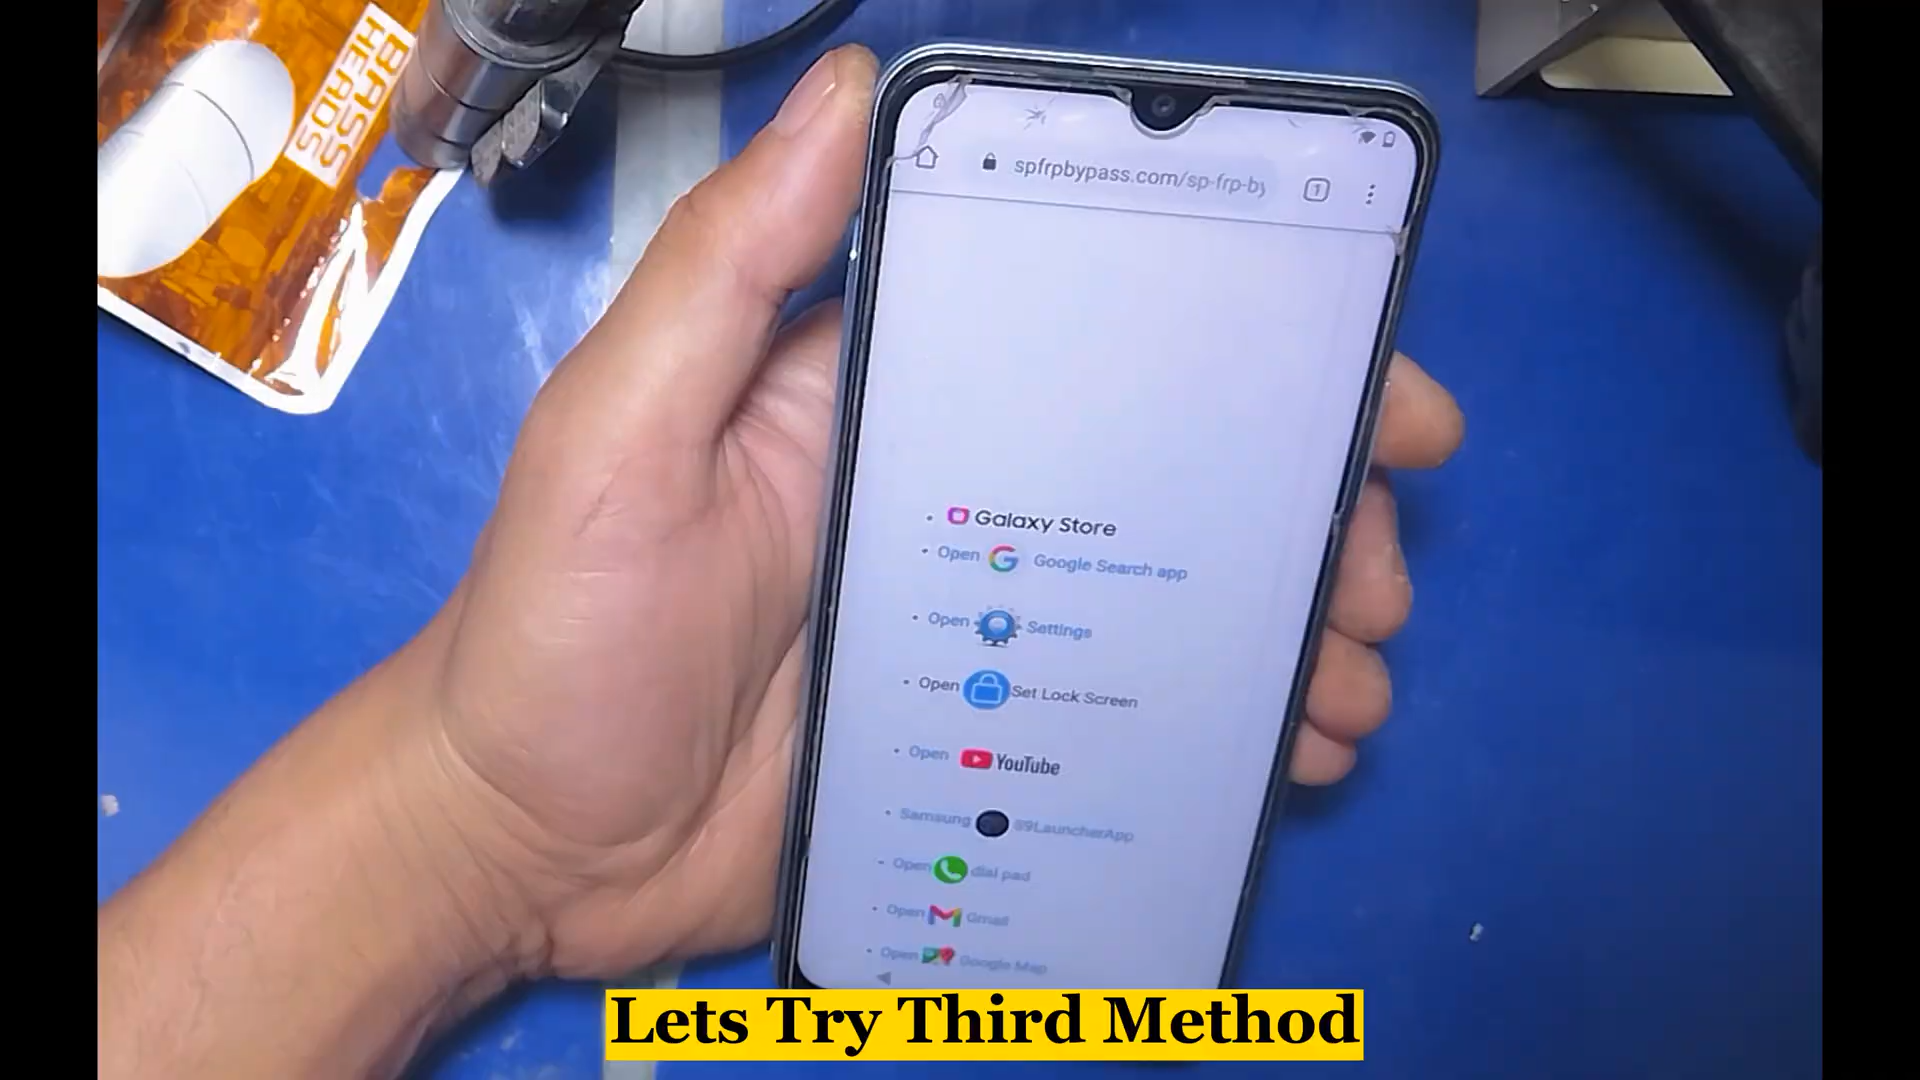 BASS
HEADS
spfrpbypass.com/sp-frp-by
1
Galaxy Store
Open G Google Search app
Open Settings
Open Set Lock Screen
Open YouTube
Samsung S9LauncherApp
Open dial pad
Open Gmail
Open Google Map
Lets Try Third Method